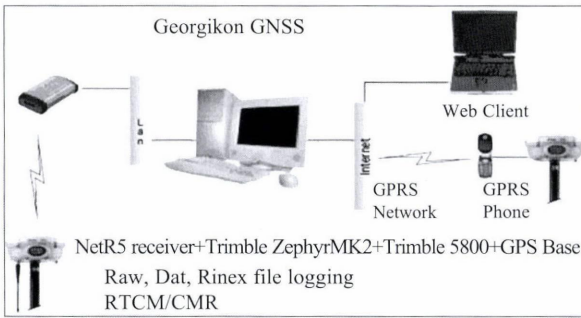 Georgikon GNSS
Lan
Internet
Web Client
GPRS Network
GPRS Phone
NetR5 receiver+Trimble ZephyrMK2+Trimble 5800+GPS Base
Raw, Dat, Rinex file logging
RTCM/CMR